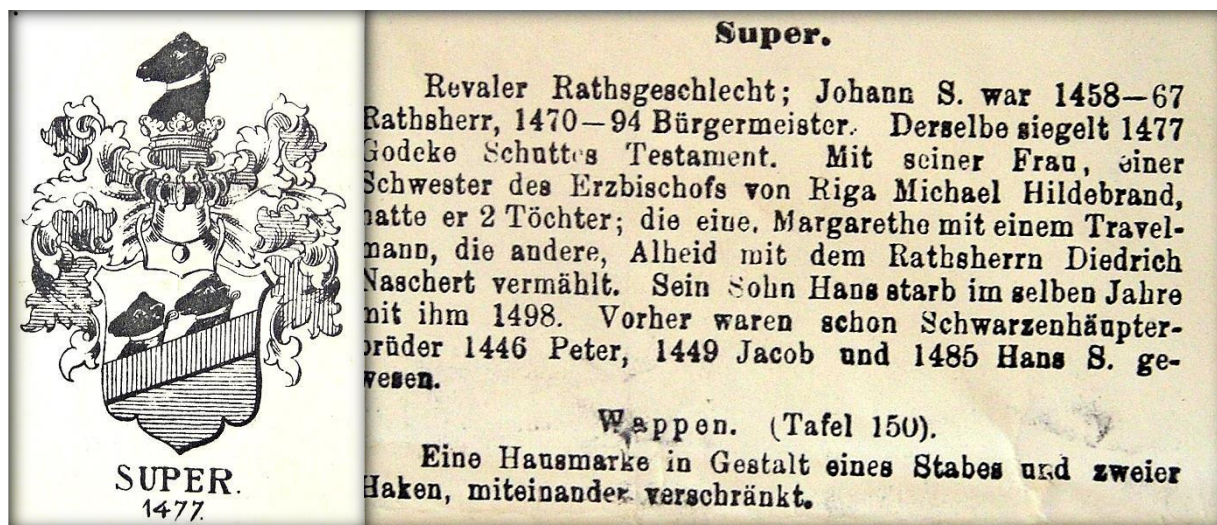 SUPER.
1477.
Super.
Revaler Rathsgeschlecht; Johann S. war 1458—67
Rathsherr, 1470—94 Bürgermeister. Derselbe siegelt 1477
Godcke Schuttes Testament. Mit seiner Frau, einer
Schwester des Erzbischofs von Riga Michael Hildebrand,
hatte er 2 Töchter; die eine, Margarethe mit einem Travel-
mann, die andere, Alheid mit dem Rathsherrn Diedrich
Naschert vermählt. Sein Sohn Hans starb im selben Jahre
mit ihm 1498. Vorher waren schon Schwarzenhäupter-
brüder 1446 Peter, 1449 Jacob und 1485 Hans S. ge-
wesen.
Wappen. (Tafel 150).
Eine Hausmarke in Gestalt eines Stabes und zweier
Haken, miteinander verschränkt.